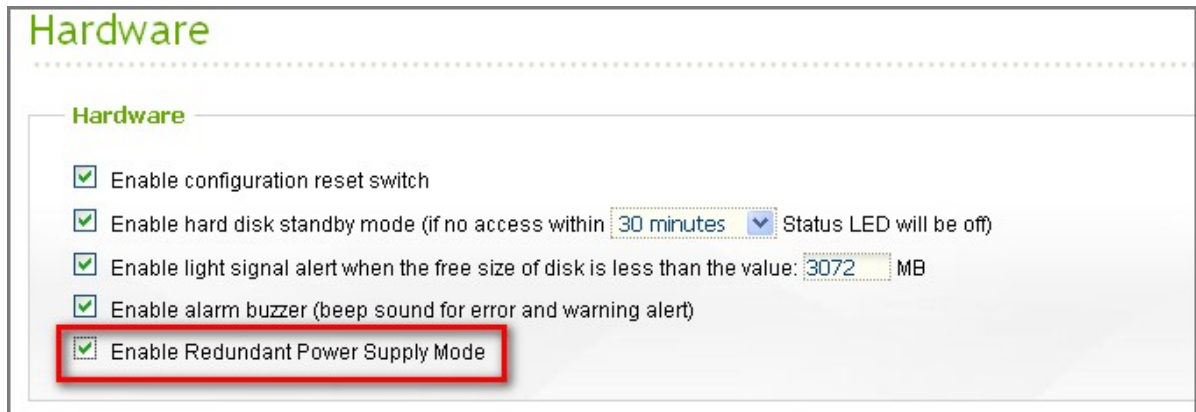 Hardware
Hardware
Enable configuration reset switch
Enable hard disk standby mode (if no access within 30 minutes Status LED will be off)
Enable light signal alert when the free size of disk is less than the value: 3072 MB
Enable alarm buzzer (beep sound for error and warning alert)
Enable Redundant Power Supply Mode